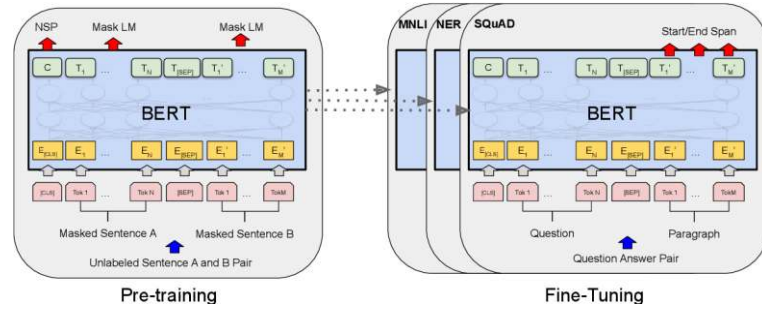 NSP Mask LM Mask LM
C T1 ... TN T[SEP] T1' ... TM'
BERT
E[CLS] E1 ... EN E[SEP] E1' ... EM'
[CLS] Tok 1 ... Tok N [SEP] Tok 1 ... TokM
Masked Sentence A Masked Sentence B
Unlabeled Sentence A and B Pair
Pre-training
MNLI NER SQuAD
Start/End Span
C T1 ... TN T[SEP] T1' ... TM'
BERT
E[CLS] E1 ... EN E[SEP] E1' ... EM'
[CLS] Tok 1 ... Tok N [SEP] Tok 1 ... TokM
Question Paragraph
Question Answer Pair
Fine-Tuning